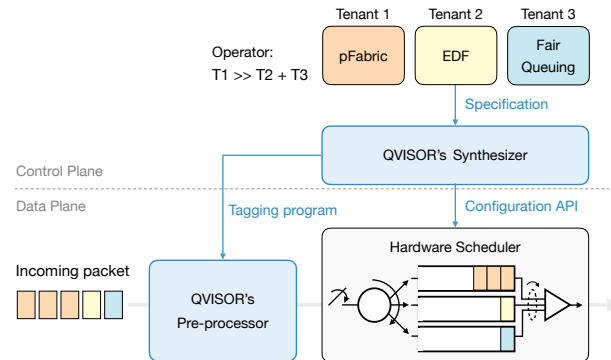 Tenant 1 Tenant 2 Tenant 3
Operator:
T1 >> T2 + T3
pFabric
EDF
Fair
Queuing
Specification
QVISOR's Synthesizer
Control Plane
Data Plane
Tagging program
Configuration API
Hardware Scheduler
Incoming packet
QVISOR's
Pre-processor